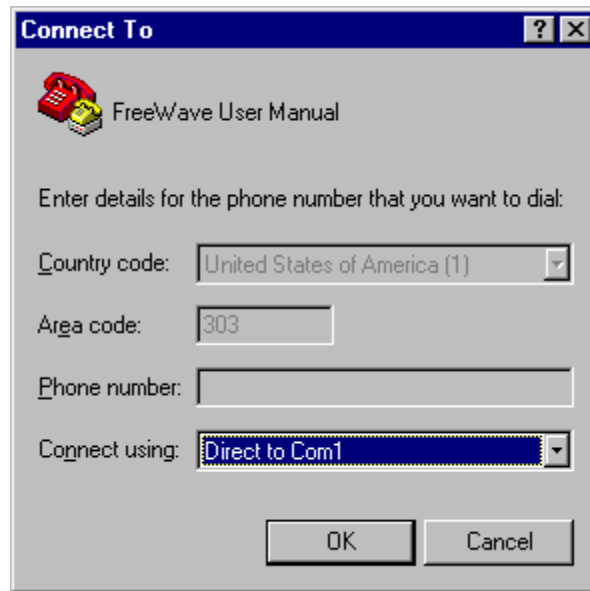 Connect To
FreeWave User Manual
Enter details for the phone number that you want to dial:
Country code: United States of America (1)
Area code: 303
Phone number:
Connect using: Direct to Com1
OK Cancel